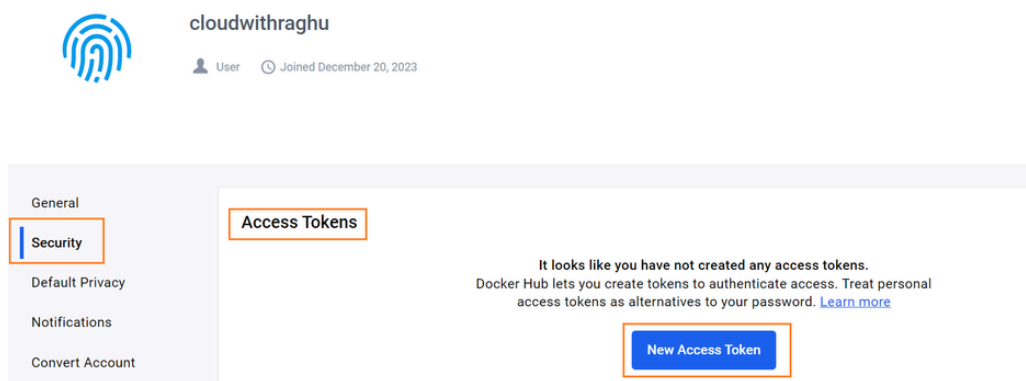 cloudwithraghu
User Joined December 20, 2023
General
Security
Default Privacy
Notifications
Convert Account
Access Tokens
It looks like you have not created any access tokens.
Docker Hub lets you create tokens to authenticate access. Treat personal
access tokens as alternatives to your password. Learn more
New Access Token